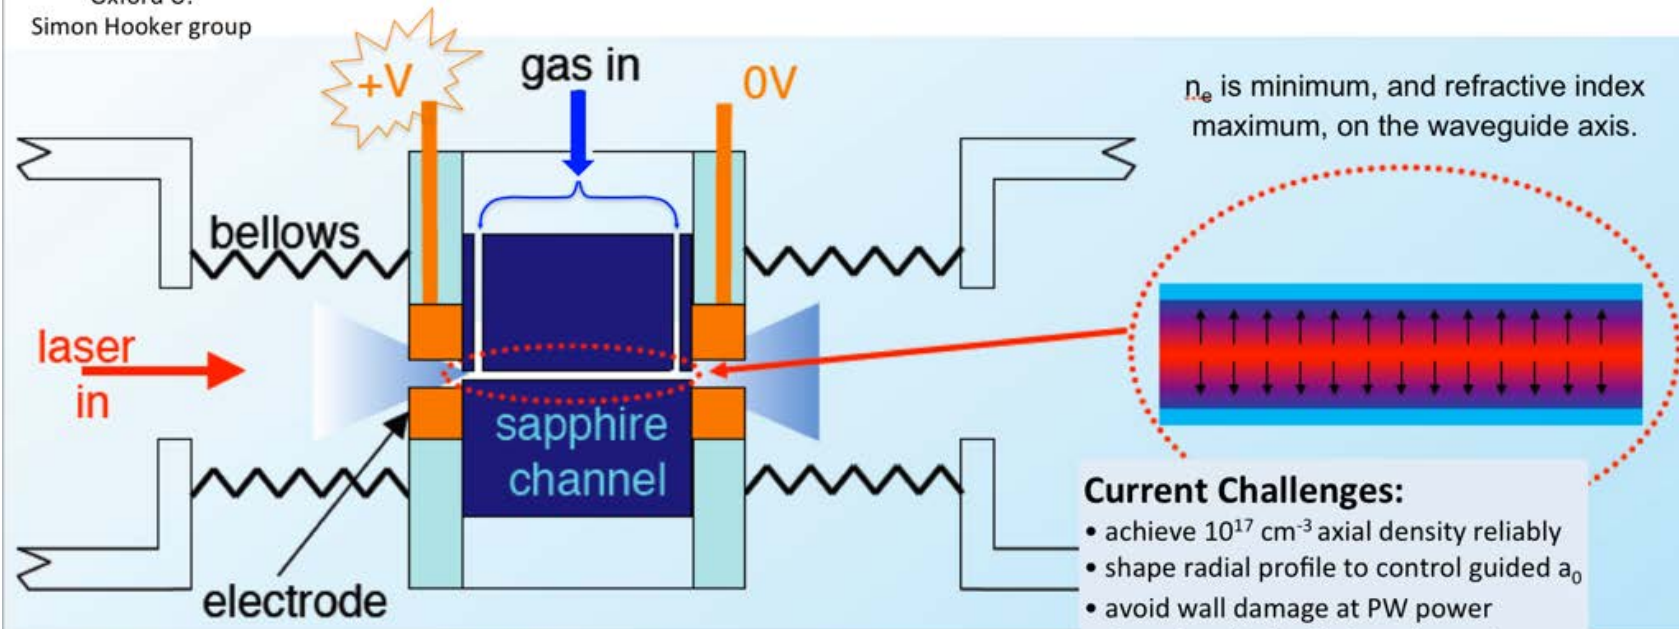 Oxford U.
Simon Hooker group
+V
gas in
0V
nₑ is minimum, and refractive index
maximum, on the waveguide axis.
bellows
laser
in
sapphire
channel
electrode
Current Challenges:
• achieve 10¹⁷ cm⁻³ axial density reliably
• shape radial profile to control guided a₀
• avoid wall damage at PW power